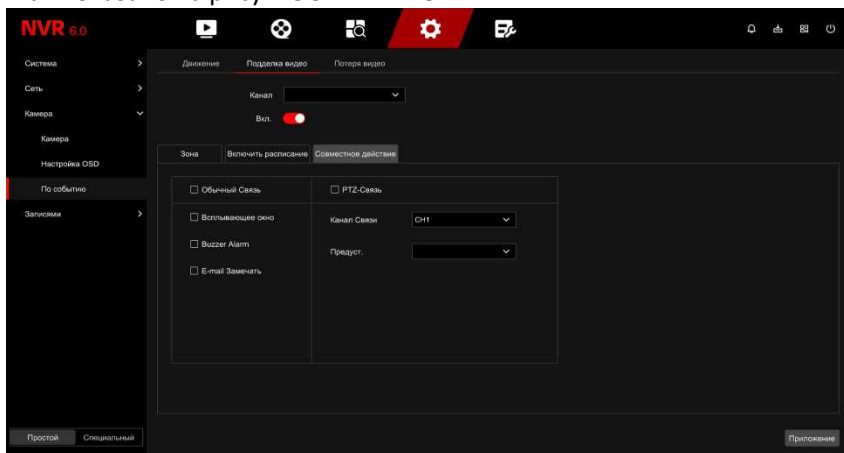 NVR 6.0
Система
Движение Подделка видео Потеря видео
Сеть
Канал
Камера
Вкл.
Камера
Зона Включить расписание Совместное действие
Настройка OSD
По событию
Обычный Связь PTZ-Связь
Записями
Всплывающее окно Канал Связи CH1
Buzzer Alarm
Предуст.
E-mail Замечать
Простой Специальный
Приложение